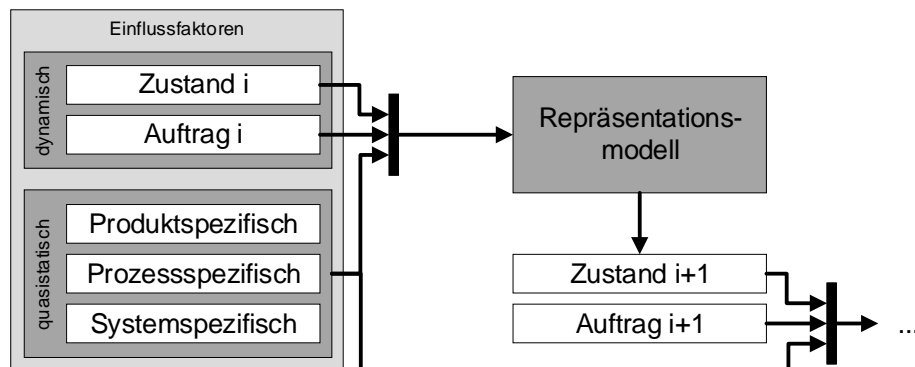 Einflussfaktoren
dynamisch
Zustand i
Auftrag i
quasistatisch
Produktspezifisch
Prozessspezifisch
Systemspezifisch
Repräsentations-
modell
Zustand i+1
Auftrag i+1
...